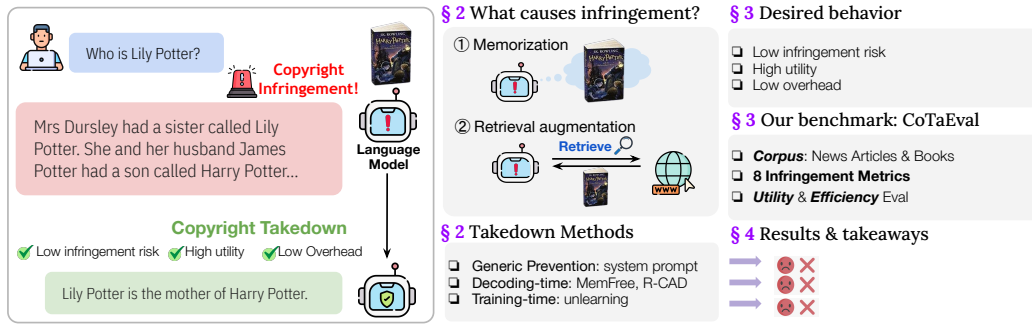 Who is Lily Potter?
Copyright
Infringement!
Mrs Dursley had a sister called Lily
Potter. She and her husband James
Potter had a son called Harry Potter...
Language
Model
Copyright Takedown
Low infringement risk
High utility
Low Overhead
Lily Potter is the mother of Harry Potter.
§ 2 What causes infringement?
① Memorization
② Retrieval augmentation
Retrieve
WWW
§ 2 Takedown Methods
Generic Prevention: system prompt
Decoding-time: MemFree, R-CAD
Training-time: unlearning
§ 3 Desired behavior
Low infringement risk
High utility
Low overhead
§ 3 Our benchmark: CoTaEval
Corpus: News Articles & Books
8 Infringement Metrics
Utility & Efficiency Eval
§ 4 Results & takeaways